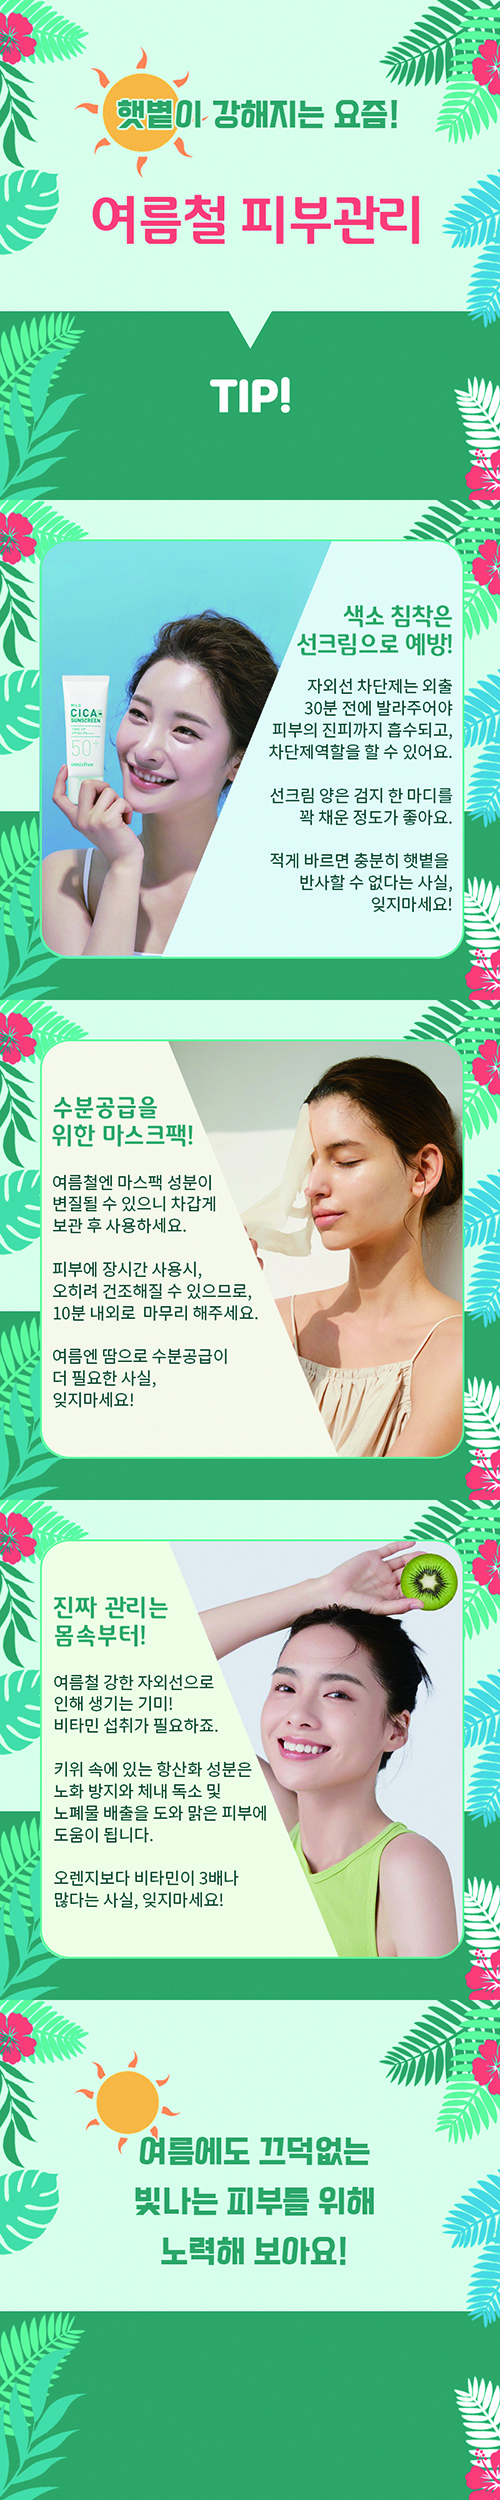 햇볕이 강해지는 요즘!
여름철 피부관리
TIP!
MILD
CICA
SUNSCREEN
50+
innisfree
색소 침착은
선크림으로 예방!
자외선 차단제는 외출
30분 전에 발라주어야
피부의 진피까지 흡수되고,
차단제역할을 할 수 있어요.
선크림 양은 검지 한 마디를
꽉 채운 정도가 좋아요.
적게 바르면 충분히 햇볕을
반사할 수 없다는 사실,
잊지마세요!
수분공급을
위한 마스크팩!
여름철엔 마스팩 성분이
변질될 수 있으니 차갑게
보관 후 사용하세요.
피부에 장시간 사용시,
오히려 건조해질 수 있으므로,
10분 내외로 마무리 해주세요.
여름엔 땀으로 수분공급이
더 필요한 사실,
잊지마세요!
진짜 관리는
몸속부터!
여름철 강한 자외선으로
인해 생기는 기미!
비타민 섭취가 필요하죠.
키위 속에 있는 항산화 성분은
노화 방지와 체내 독소 및
노폐물 배출을 도와 맑은 피부에
도움이 됩니다.
오렌지보다 비타민이 3배나
많다는 사실, 잊지마세요!
여름에도 끄덕없는
빛나는 피부를 위해
노력해 보아요!